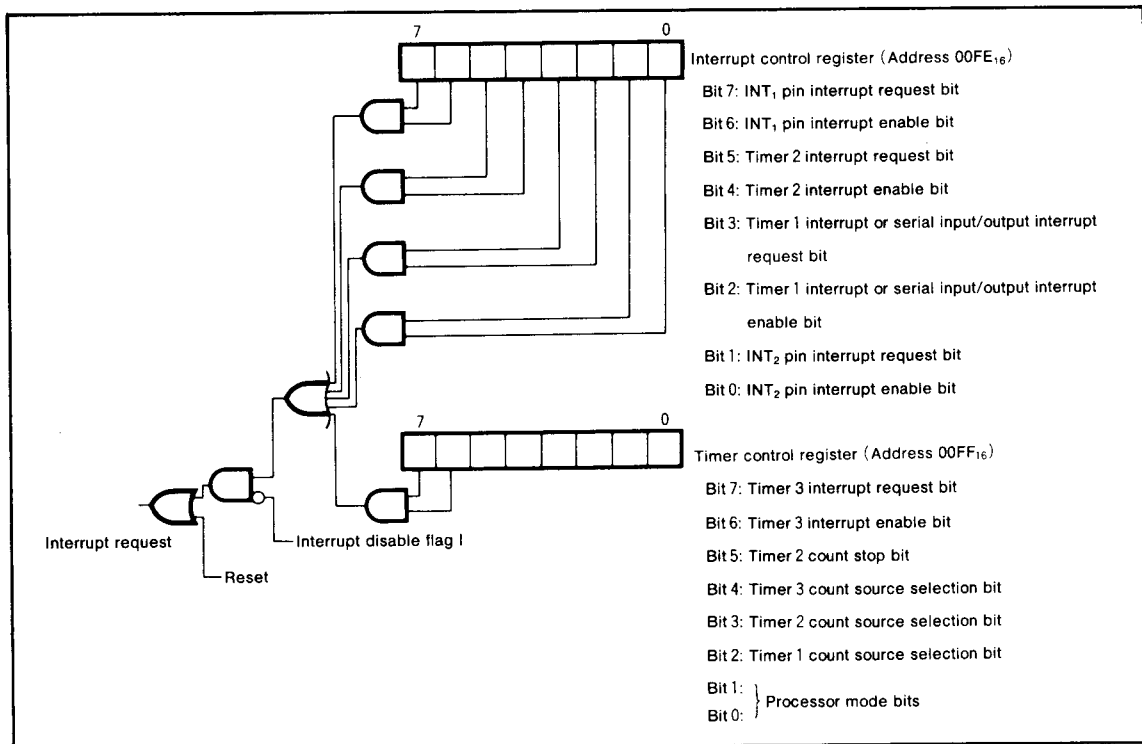 7 0
Interrupt control register (Address 00FE₁₆)
Bit 7: INT₁ pin interrupt request bit
Bit 6: INT₁ pin interrupt enable bit
Bit 5: Timer 2 interrupt request bit
Bit 4: Timer 2 interrupt enable bit
Bit 3: Timer 1 interrupt or serial input/output interrupt
request bit
Bit 2: Timer 1 interrupt or serial input/output interrupt
enable bit
Bit 1: INT₂ pin interrupt request bit
Bit 0: INT₂ pin interrupt enable bit
7 0
Timer control register (Address 00FF₁₆)
Bit 7: Timer 3 interrupt request bit
Bit 6: Timer 3 interrupt enable bit
Bit 5: Timer 2 count stop bit
Bit 4: Timer 3 count source selection bit
Bit 3: Timer 2 count source selection bit
Bit 2: Timer 1 count source selection bit
Bit 1:
Bit 0:
Processor mode bits
Interrupt request
Interrupt disable flag I
Reset